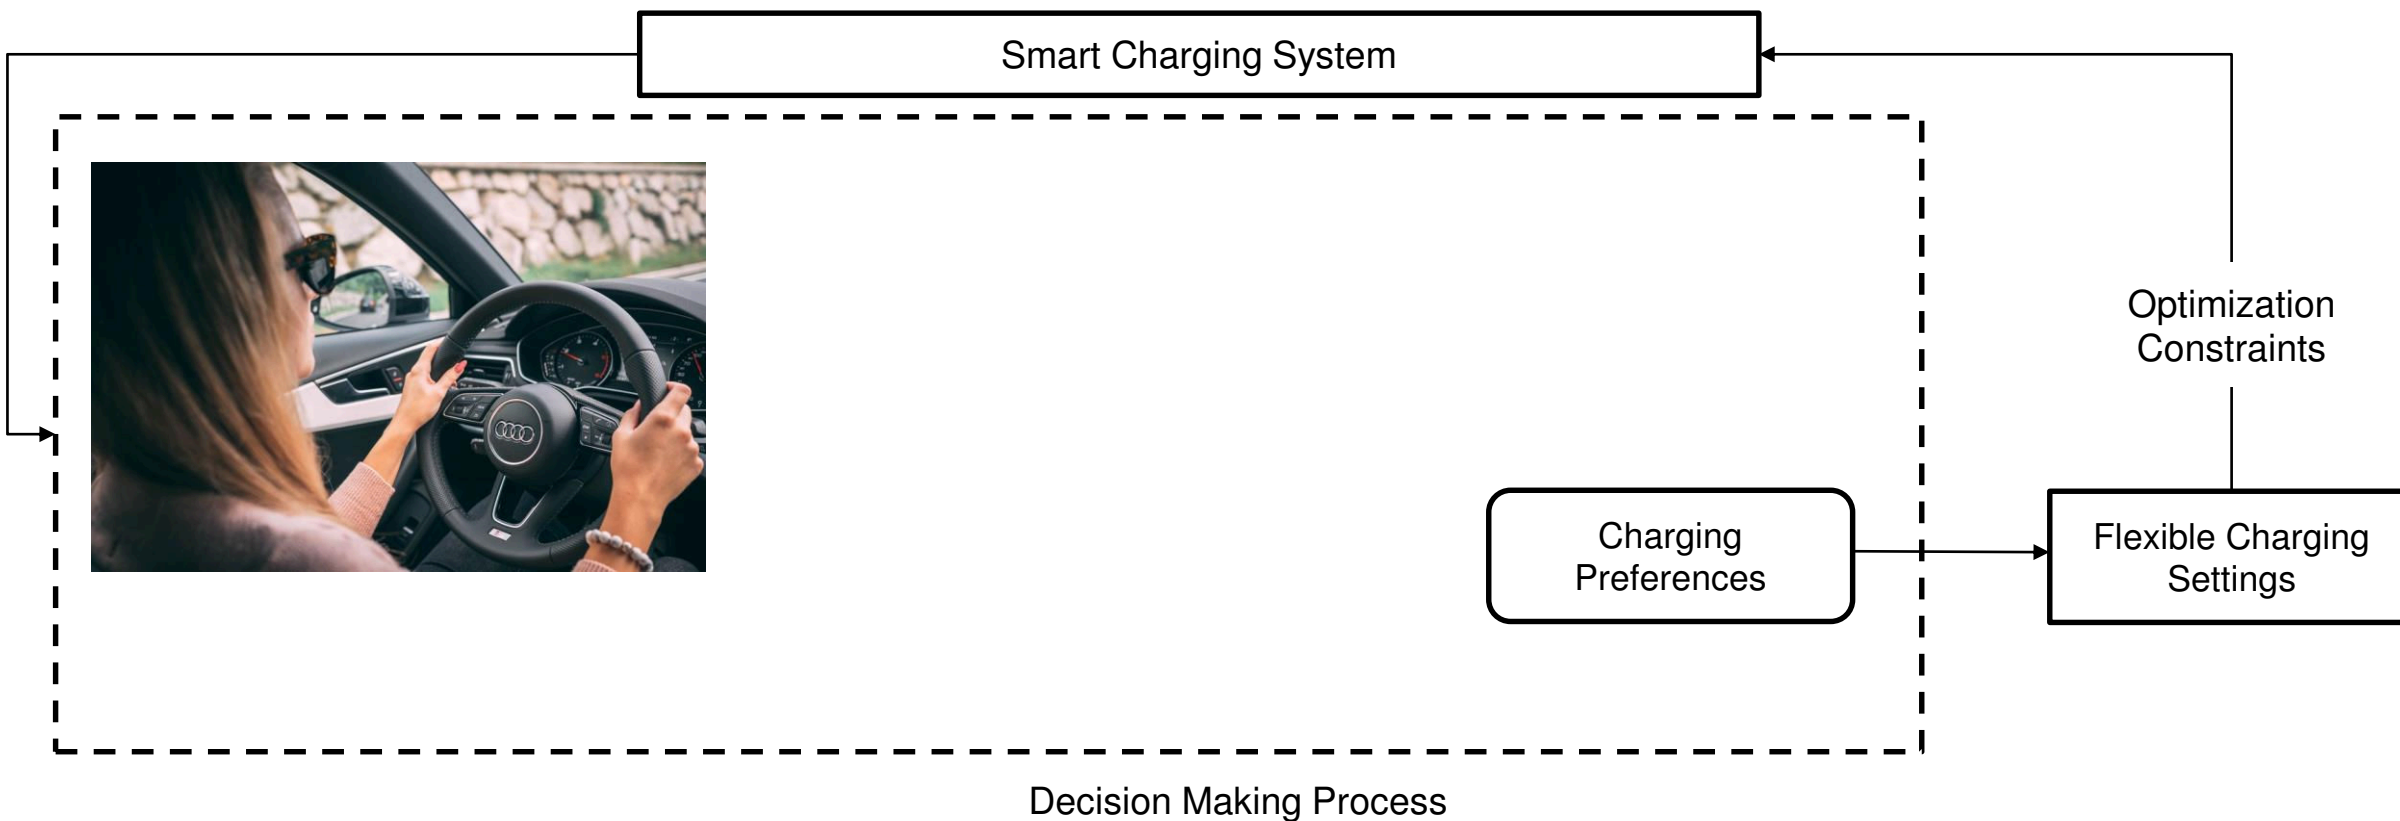 Smart Charging System
Optimization
Constraints
Charging
Preferences
Flexible Charging
Settings
Decision Making Process